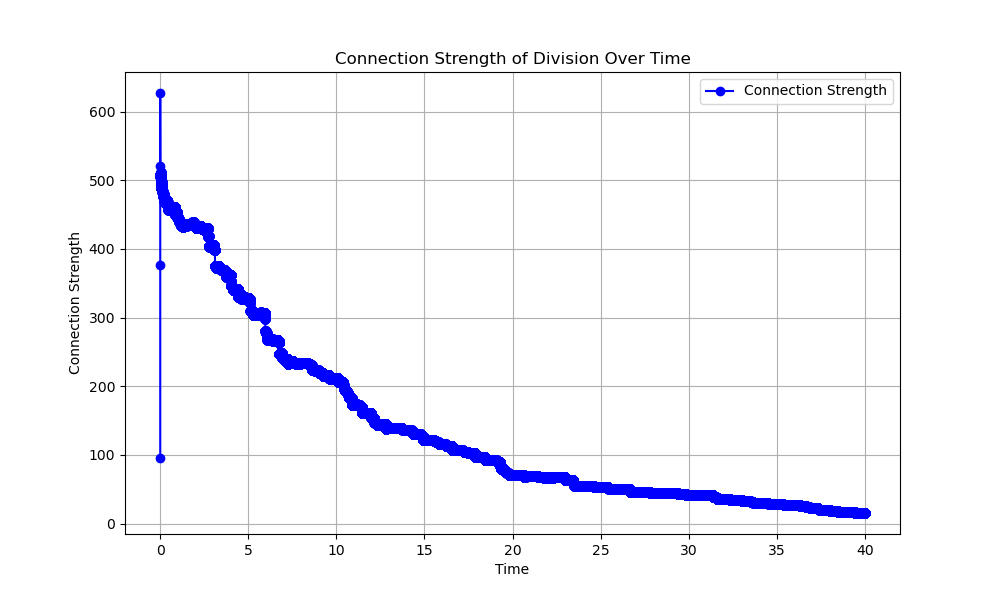 Connection Strength of Division Over Time
Connection Strength
600
500
400
300
200
100
0
Connection Strength
0 5 10 15 20 25 30 35 40
Time